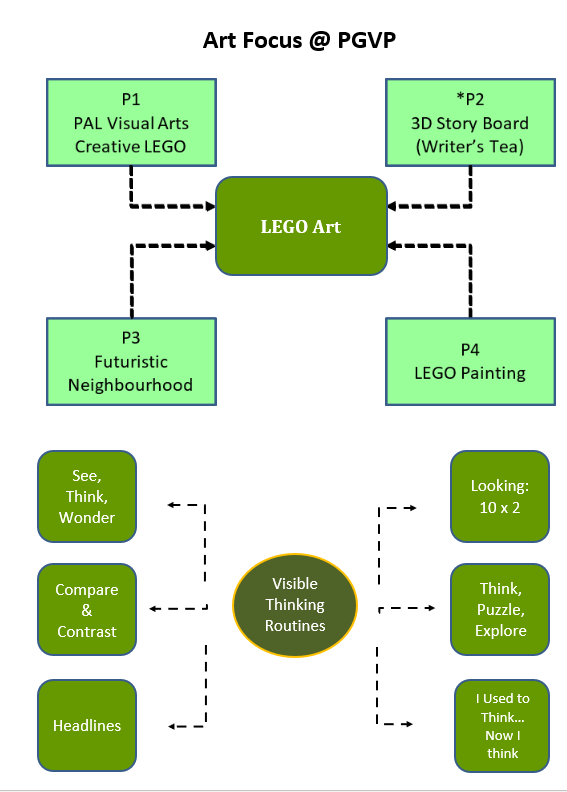 Art Focus @ PGVP
P1
PAL Visual Arts
Creative LEGO
*P2
3D Story Board
(Writer's Tea)
LEGO Art
P3
Futuristic
Neighbourhood
P4
LEGO Painting
See,
Think,
Wonder
Looking:
10 x 2
Compare
&
Contrast
Visible
Thinking
Routines
Think,
Puzzle,
Explore
Headlines
I Used to
Think...
Now I
think